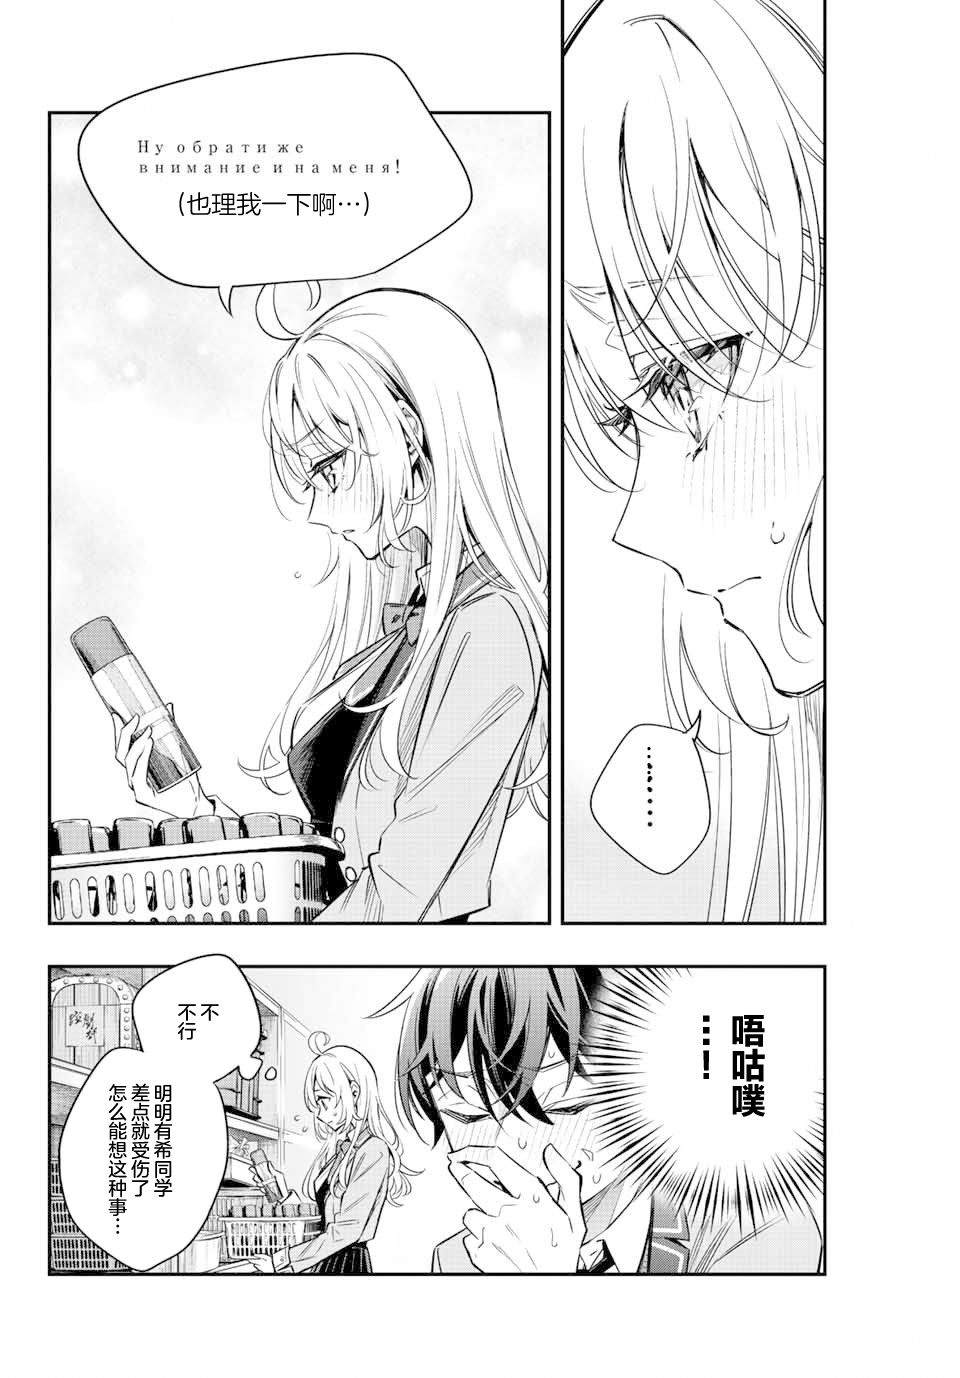 ………
Ну обрати же
внимание и на меня!
（也理我一下啊…）
唔咕噗
…！
不
不行
明明有希同学
差点就受伤了
怎么能想这种事…